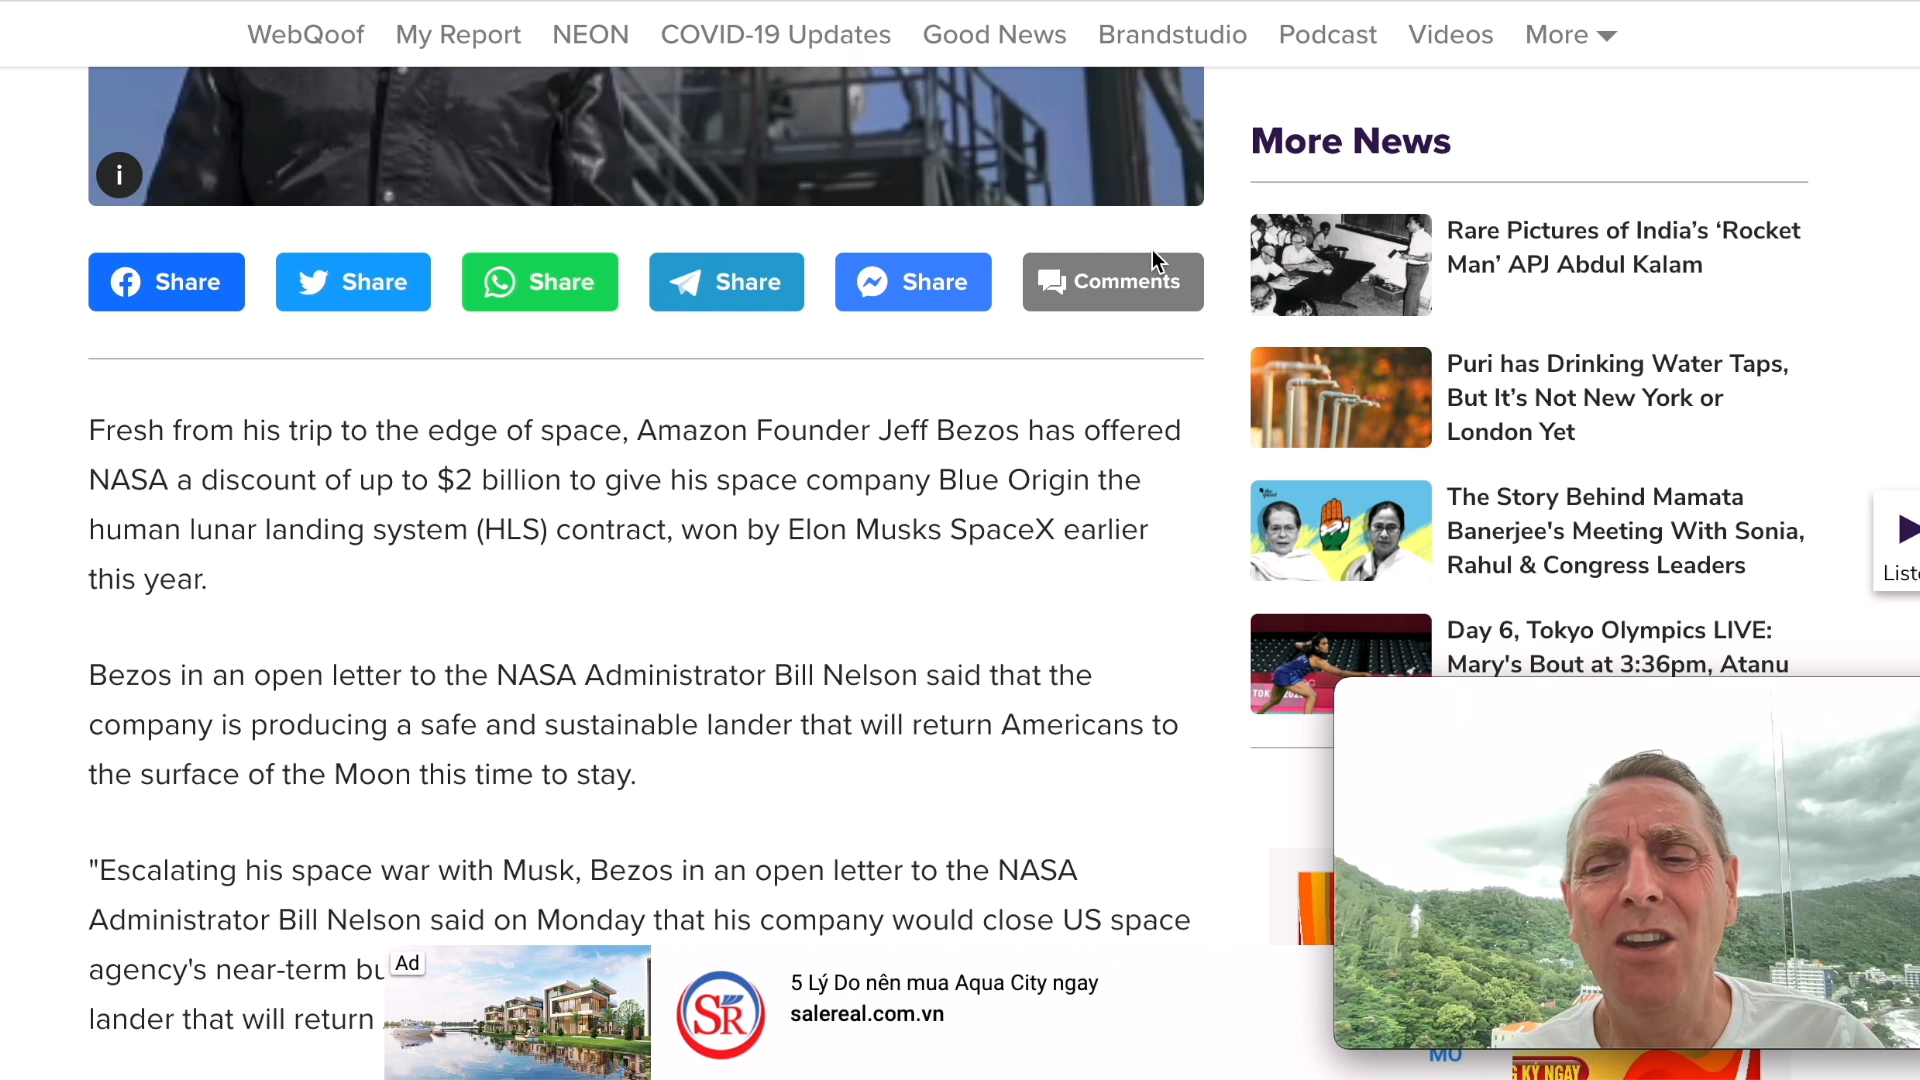 WebQoof My Report NEON COVID-19 Updates Good News Brandstudio Podcast Videos More
i
Share Share Share Share Share Comments
Fresh from his trip to the edge of space, Amazon Founder Jeff Bezos has offered
NASA a discount of up to $2 billion to give his space company Blue Origin the
human lunar landing system (HLS) contract, won by Elon Musks SpaceX earlier
this year.
Bezos in an open letter to the NASA Administrator Bill Nelson said that the
company is producing a safe and sustainable lander that will return Americans to
the surface of the Moon this time to stay.
"Escalating his space war with Musk, Bezos in an open letter to the NASA
Administrator Bill Nelson said on Monday that his company would close US space
agency's near-term bu
lander that will return
More News
Rare Pictures of India’s ‘Rocket
Man’ APJ Abdul Kalam
Puri has Drinking Water Taps,
But It’s Not New York or
London Yet
The Story Behind Mamata
Banerjee's Meeting With Sonia,
Rahul & Congress Leaders
Day 6, Tokyo Olympics LIVE:
Mary's Bout at 3:36pm, Atanu
Ad
SR
5 Lý Do nên mua Aqua City ngay
salereal.com.vn
KÝ NGAY